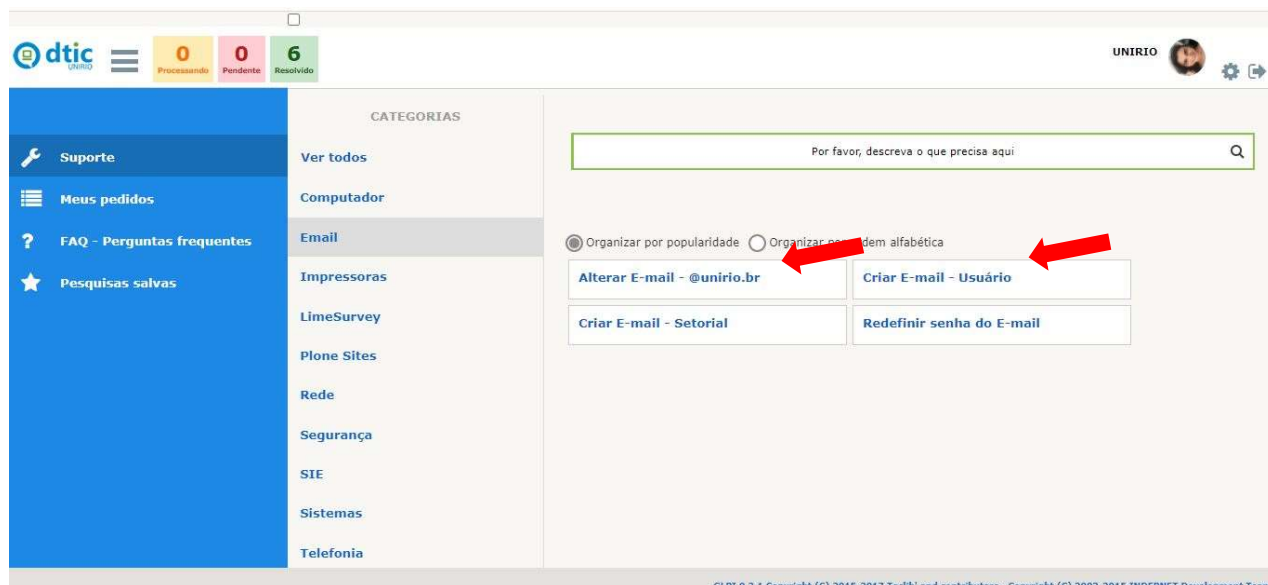 dtic
UNIRIO
0
Processando
0
Pendente
6
Resolvido
UNIRIO
Suporte
Meus pedidos
? FAQ - Perguntas frequentes
Pesquisas salvas
CATEGORIAS
Ver todos
Computador
Email
Impressoras
LimeSurvey
Plone Sites
Rede
Segurança
SIE
Sistemas
Telefonia
Por favor, descreva o que precisa aqui
Organizar por popularidade
Organizar alfabética
Alterar E-mail - @unirio.br
Criar E-mail - Usuário
Criar E-mail - Setorial
Redefinir senha do E-mail